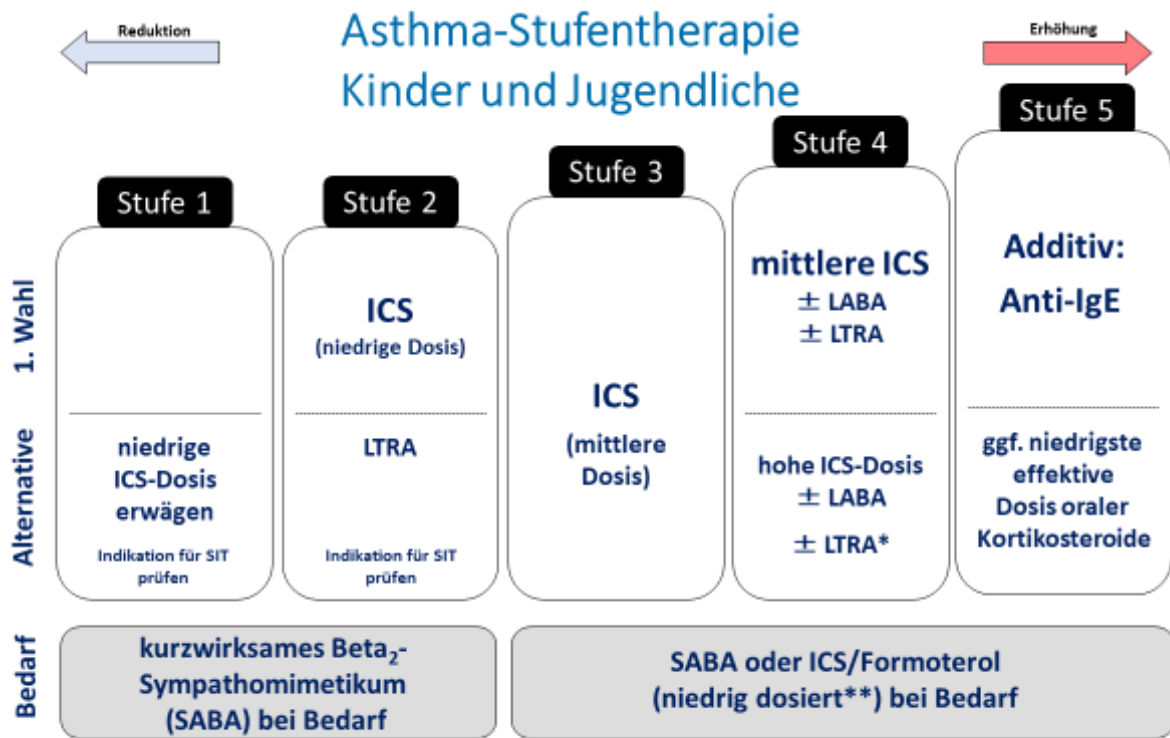 Reduktion
Asthma-Stufentherapie
Kinder und Jugendliche
Erhöhung
Stufe 1
Stufe 2
Stufe 3
Stufe 4
Stufe 5
1. Wahl
ICS
(niedrige Dosis)
ICS
(mittlere
Dosis)
mittlere ICS
± LABA
± LTRA
Additiv:
Anti-IgE
Alternative
niedrige
ICS-Dosis
erwägen
Indikation für SIT
prüfen
LTRA
Indikation für SIT
prüfen
hohe ICS-Dosis
± LABA
± LTRA*
ggf. niedrigste
effektive
Dosis oraler
Kortikosteroide
Bedarf
kurzwirksames Beta₂-
Sympathomimetikum
(SABA) bei Bedarf
SABA oder ICS/Formoterol
(niedrig dosiert**) bei Bedarf